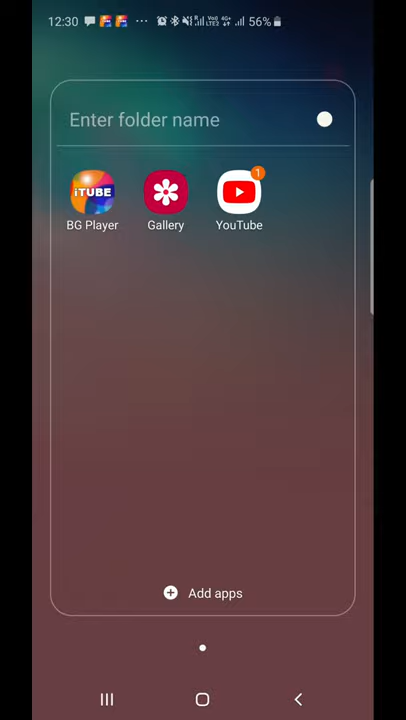 12:30
56%
Enter folder name
iTUBE
1
BG Player
Gallery
YouTube
Add apps